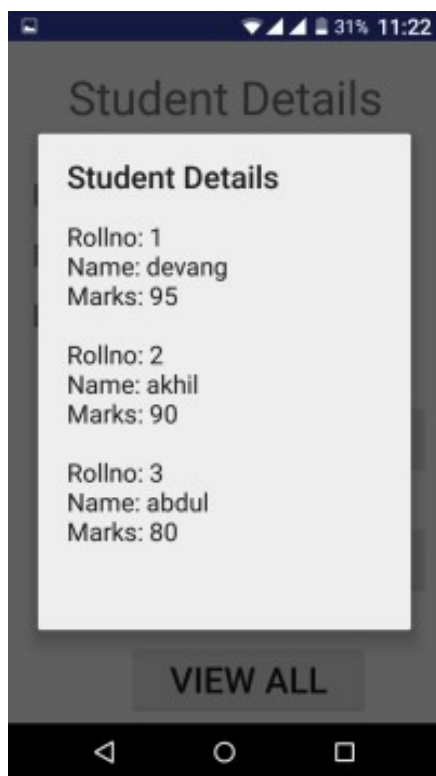 31% 11:22
Student Details
Student Details
Rollno: 1
Name: devang
Marks: 95
Rollno: 2
Name: akhil
Marks: 90
Rollno: 3
Name: abdul
Marks: 80
VIEW ALL